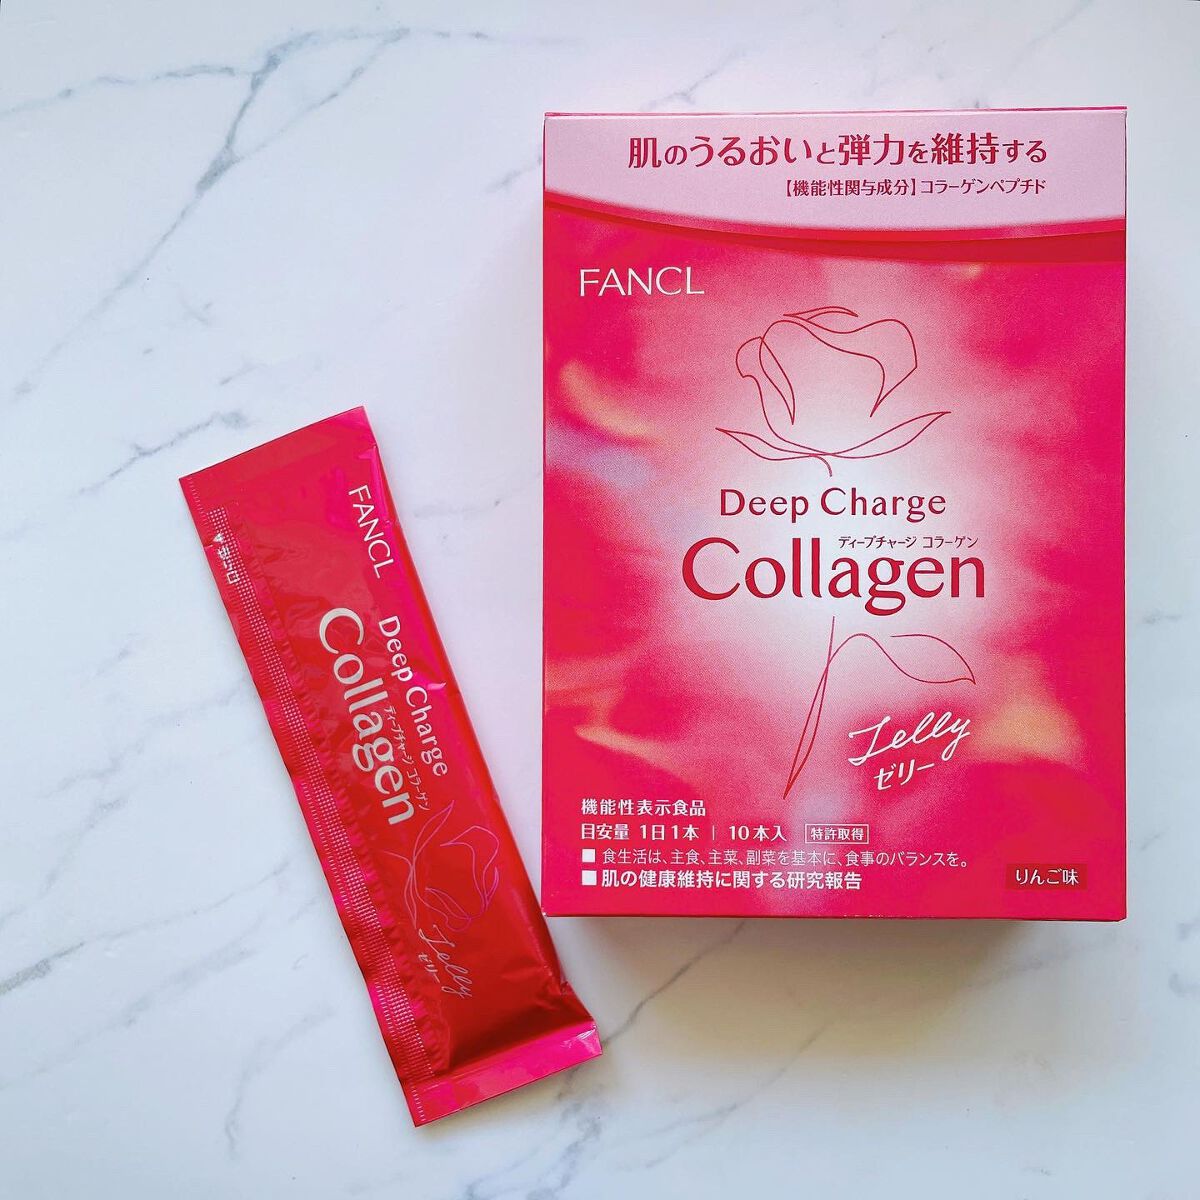 肌のうるおいと弾力を維持する
【機能性関与成分】コラーゲンペプチド
FANCL
Deep Charge
ディープチャージ コラーゲン
Collagen
Jelly
ゼリー
機能性表示食品
目安量 1日1本 | 10本入 特許取得
■ 食生活は、主食、主菜、副菜を基本に、食事のバランスを。
■ 肌の健康維持に関する研究報告
りんご味
FANCL
Deep Charge
ディープチャージ コラーゲン
Collagen
Jelly
ゼリー